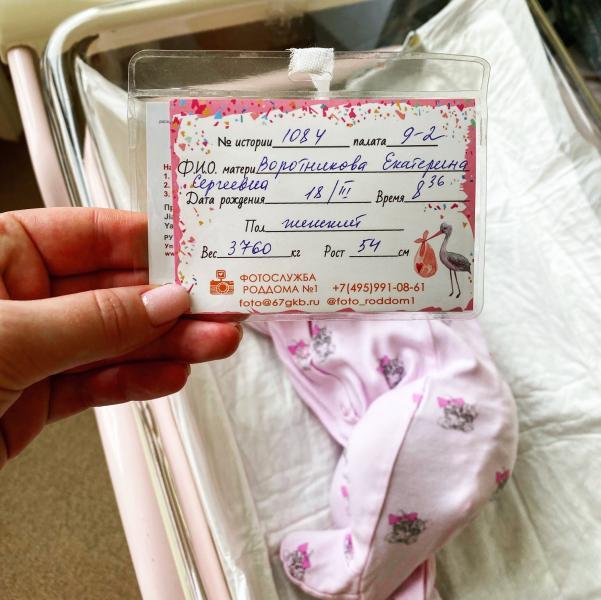 № истории 1084 палата 9-2
Ф.И.О. матери Воротникова Екатерина
Сергеевна
Дата рождения 18/III Время 8 36
Пол женский
Вес 3760 кг Рост 54 см
ФОТОСЛУЖБА
РОДДОМА №1 +7(495)991-08-61
foto@67gkb.ru @foto_roddom1